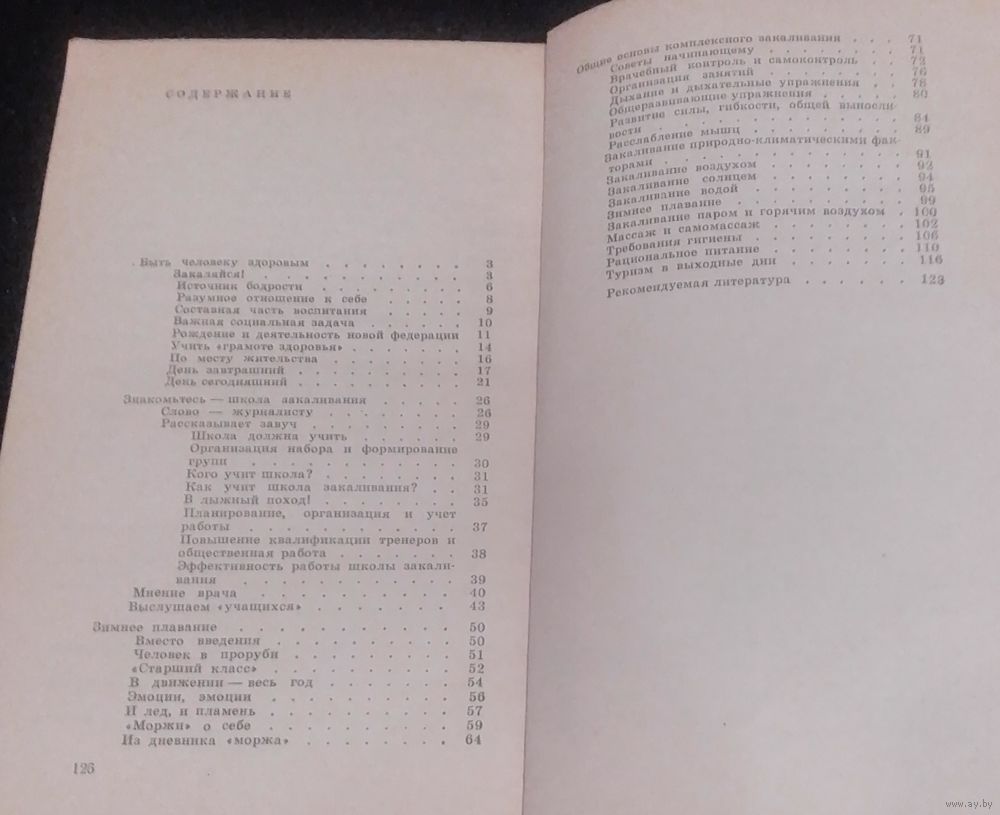 СОДЕРЖАНИЕ
Быть человеку здоровым . . . . . . . 3
Закаляйся! . . . . . . . 3
Источник бодрости . . . . . . 6
Разумное отношение к себе . . . . . 8
Составная часть воспитания . . . . . 9
Важная социальная задача . . . . . 10
Рождение и деятельность новой федерации 11
Учить «грамоте здоровья» . . . . . . 14
По месту жительства . . . . . . . 16
День завтрашний . . . . . . . 17
День сегодняшний . . . . . . . 21
Знакомьтесь — школа закаливания . . . . . 26
Слово — журналисту . . . . . . . 26
Рассказывает завуч . . . . . . . . 29
Школа должна учить . . . . . . 29
Организация набора и формирование
групп . . . . . . . . . . 30
Кого учит школа? . . . . . . . 31
Как учит школа закаливания? . . 31
В лыжный поход! . . . . . . . 35
Планирование, организация и учет
работы . . . . . . . . . . 37
Повышение квалификации тренеров и
общественная работа . . . . . . 38
Эффективность работы школы закали-
вания . . . . . . . . . . . 39
Мнение врача . . . . . . . . . . 40
Выслушаем «учащихся» . . . . . . . 43
Зимнее плавание . . . . . . . . . . . 50
Вместо введения . . . . . . . . . 50
Человек в проруби . . . . . . . . 51
«Старший класс» . . . . . . . . . 52
В движении — весь год . . . . . . . 54
Эмоции, эмоции . . . . . . . . . 56
И лед, и пламень . . . . . . . . . 57
«Моржи» о себе . . . . . . . . . 59
Из дневника «моржа» . . . . . . . . 64
126
Общие основы комплексного закаливания . . . 71
Советы начинающему . . . . . . . 71
Врачебный контроль и самоконтроль . . 73
Организация занятий . . . . . . . 76
Дыхание и дыхательные упражнения . . 78
Общеразвивающие упражнения . . . . . 80
Развитие силы, гибкости, общей выносли-
вости . . . . . . . . . . . 84
Расслабление мышц . . . . . . . . 89
Закаливание природно-климатическими фак-
торами . . . . . . . . . . . 91
Закаливание воздухом . . . . . . . 92
Закаливание солнцем . . . . . . . 94
Закаливание водой . . . . . . . . 95
Зимнее плавание . . . . . . . . . 99
Закаливание паром и горячим воздухом . 100
Массаж и самомассаж . . . . . . . 102
Требования гигиены . . . . . . . . 106
Рациональное питание . . . . . . . 110
Туризм в выходные дни . . . . . . 116
Рекомендуемая литература . . . . . . 123
www.ay.by